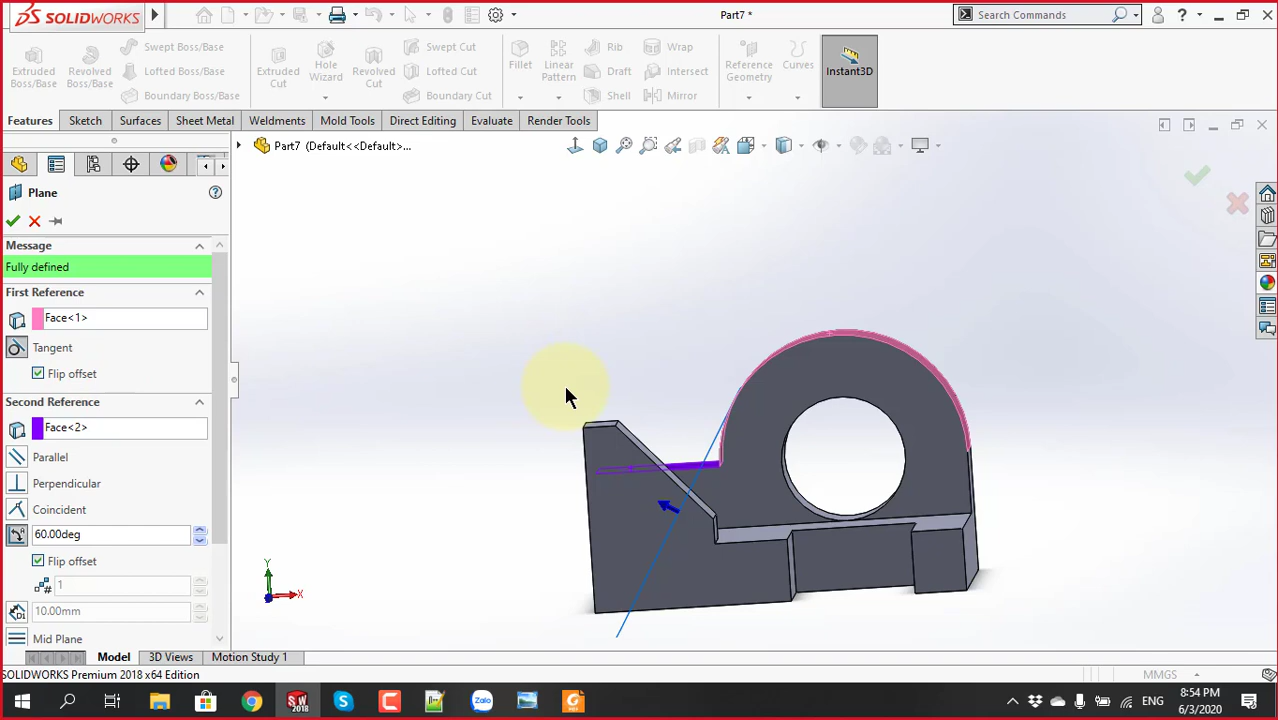 SOLIDWORKS
Part7 *
Search Commands
Extruded Boss/Base
Revolved Boss/Base
Swept Boss/Base
Lofted Boss/Base
Boundary Boss/Base
Extruded Cut
Hole Wizard
Revolved Cut
Swept Cut
Lofted Cut
Boundary Cut
Fillet
Linear Pattern
Rib
Draft
Shell
Wrap
Intersect
Mirror
Reference Geometry
Curves
Instant3D
Features
Sketch
Surfaces
Sheet Metal
Weldments
Mold Tools
Direct Editing
Evaluate
Render Tools
Part7 (Default<<Default>...
Plane
Message
Fully defined
First Reference
Face<1>
Tangent
Flip offset
Second Reference
Face<2>
Parallel
Perpendicular
Coincident
60.00deg
Flip offset
1
10.00mm
Mid Plane
Y
X
Model
3D Views
Motion Study 1
SOLIDWORKS Premium 2018 x64 Edition
MMGS
ENG
8:54 PM
6/3/2020